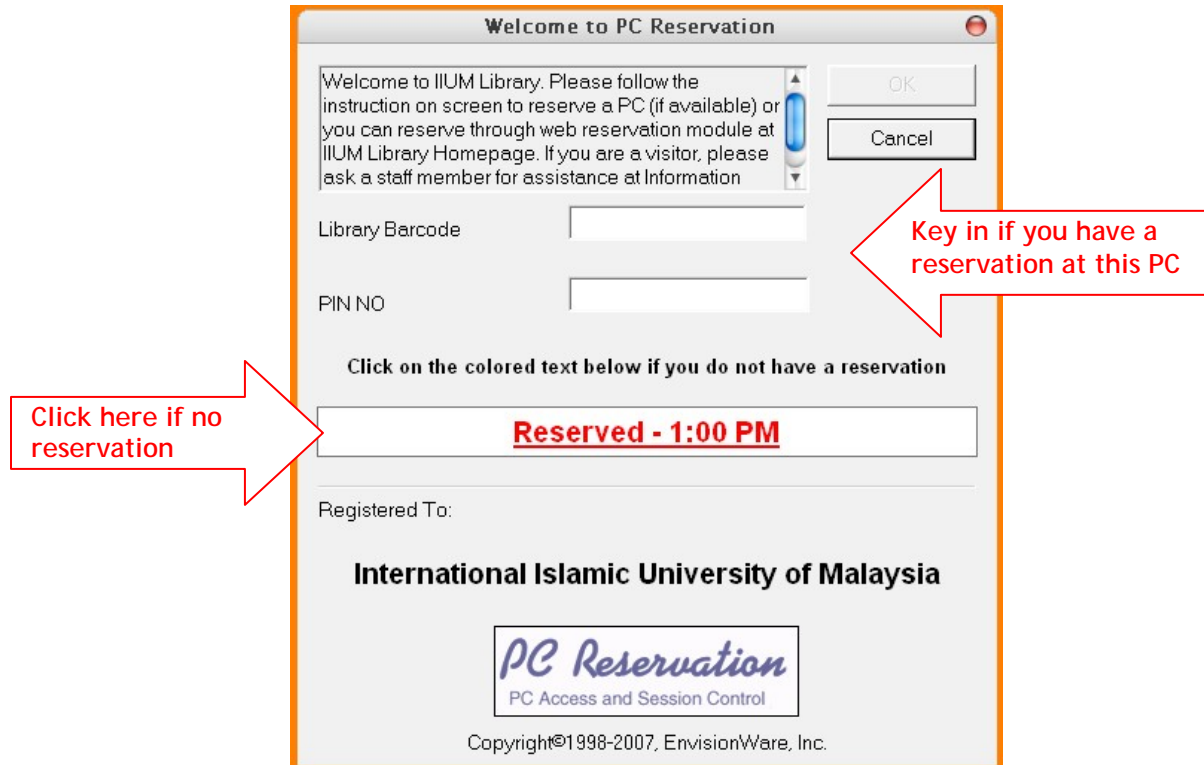 Welcome to PC Reservation
Welcome to IIUM Library. Please follow the
instruction on screen to reserve a PC (if available) or
you can reserve through web reservation module at
IIUM Library Homepage. If you are a visitor, please
ask a staff member for assistance at Information
OK
Cancel
Library Barcode
Key in if you have a
reservation at this PC
PIN NO
Click on the colored text below if you do not have a reservation
Click here if no
reservation
Reserved - 1:00 PM
Registered To:
International Islamic University of Malaysia
PC Reservation
PC Access and Session Control
Copyright©1998-2007, EnvisionWare, Inc.